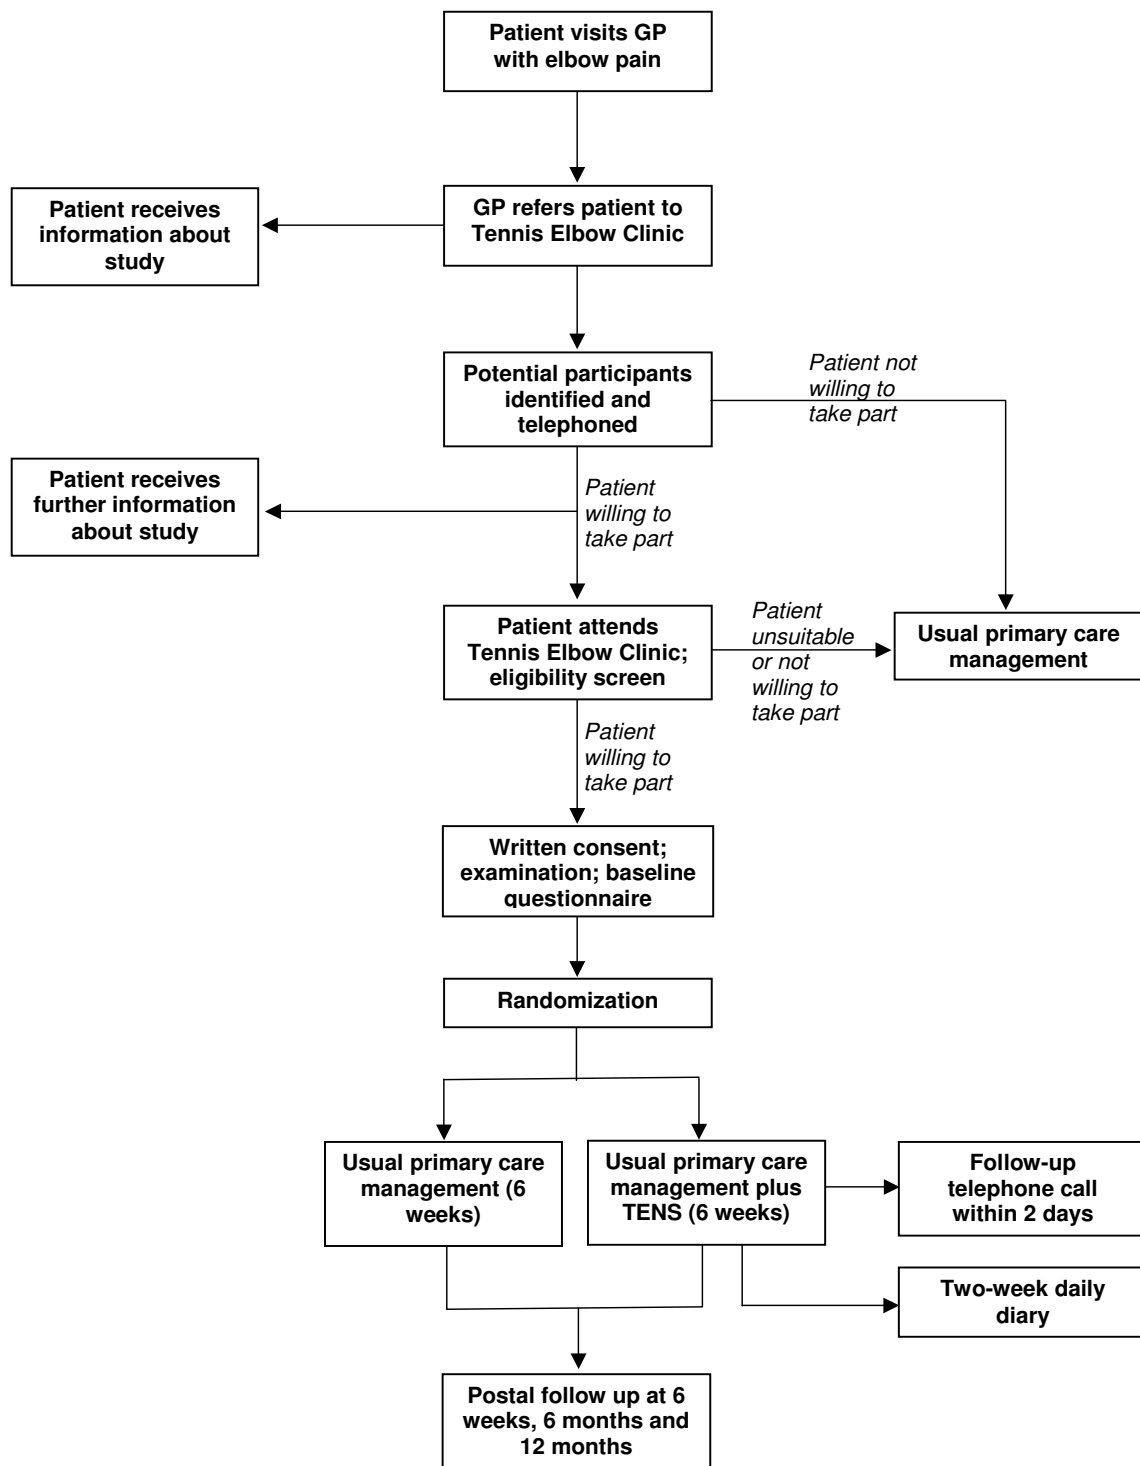 Patient visits GP
with elbow pain
Patient receives
information about
study
GP refers patient to
Tennis Elbow Clinic
Potential participants
identified and
telephoned
Patient not
willing to
take part
Patient receives
further information
about study
Patient
willing to
take part
Patient attends
Tennis Elbow Clinic;
eligibility screen
Patient
unsuitable
or not
willing to
take part
Usual primary care
management
Patient
willing to
take part
Written consent;
examination; baseline
questionnaire
Randomization
Usual primary care
management (6
weeks)
Usual primary care
management plus
TENS (6 weeks)
Follow-up
telephone call
within 2 days
Two-week daily
diary
Postal follow up at 6
weeks, 6 months and
12 months